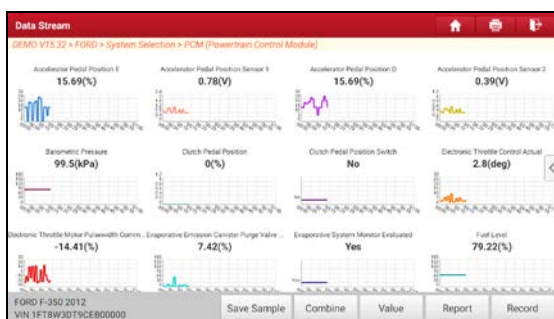 Data Stream
DEMO V15.32 > FORD > System Selection > PCM (Powertrain Control Module)
Accelerator Pedal Position E
Accelerator Pedal Position Sensor 1
Accelerator Pedal Position D
Accelerator Pedal Position Sensor 2
15.69(%)
0.78(V)
15.69(%)
0.39(V)
Barometric Pressure
Clutch Pedal Position
Clutch Pedal Position Switch
Electronic Throttle Control Actual
99.5(kPa)
0(%)
No
2.8(deg)
Electronic Throttle Motor Pulsewidth Comm...
Evaporative Emission Canister Purge Valve ...
Evaporative System Monitor Evaluated
Fuel Level
-14.41(%)
7.42(%)
Yes
79.22(%)
FORD F-350 2012
VIN 1FT8W3DT9CEB00000
Save Sample
Combine
Value
Report
Record